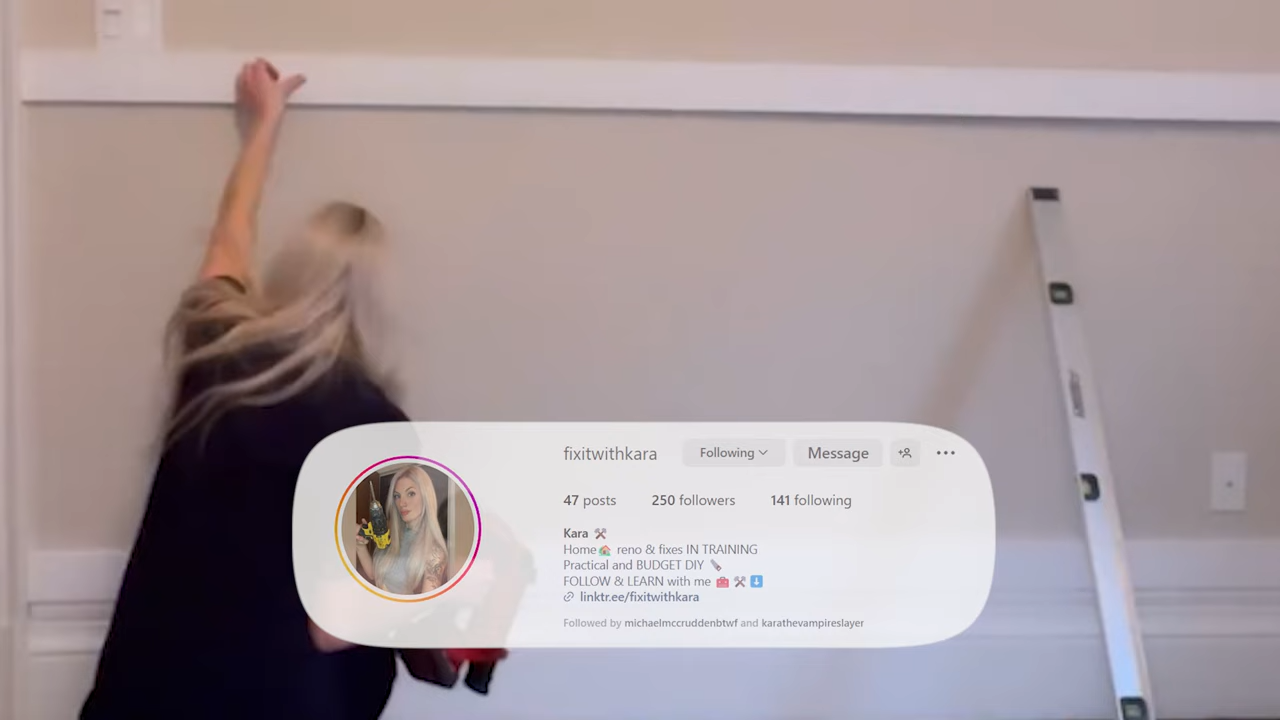 fixitwithkara Following Message
47 posts 250 followers 141 following
Kara ⚒️
Home🏠 reno & fixes IN TRAINING
Practical and BUDGET DIY 🪚
FOLLOW & LEARN with me 🧰 ⚒️ ⬇️
linktr.ee/fixitwithkara
Followed by michaelmccruddenbtwf and karathevampireslayer